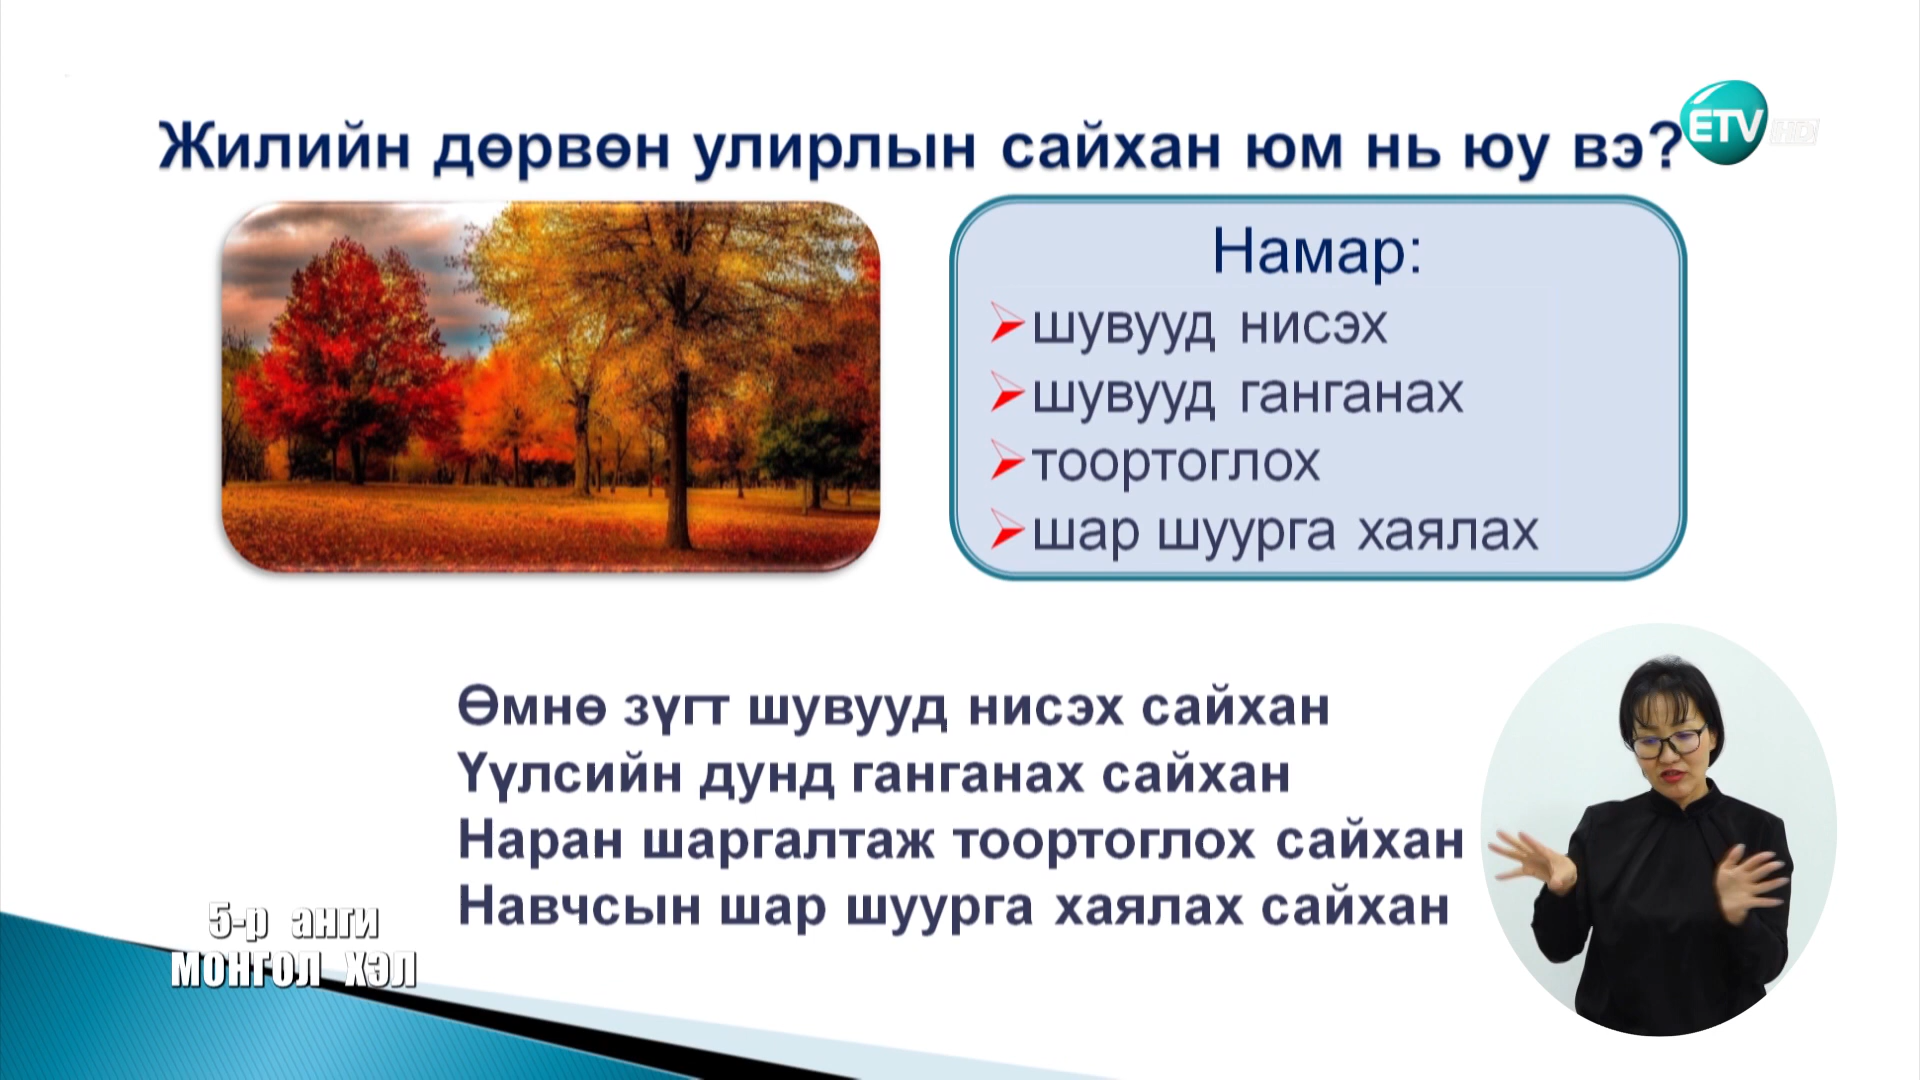 Жилийн дөрвөн улирлын сайхан юм нь юу вэ?
ETV HD
Намар:
шувууд нисэх
шувууд ганганах
тоортоглох
шар шуурга хаялах
Өмнө зүгт шувууд нисэх сайхан
Үүлсийн дунд ганганах сайхан
Наран шаргалтаж тоортоглох сайхан
Навчсын шар шуурга хаялах сайхан
5-р анги
МОНГОЛ ХЭЛ